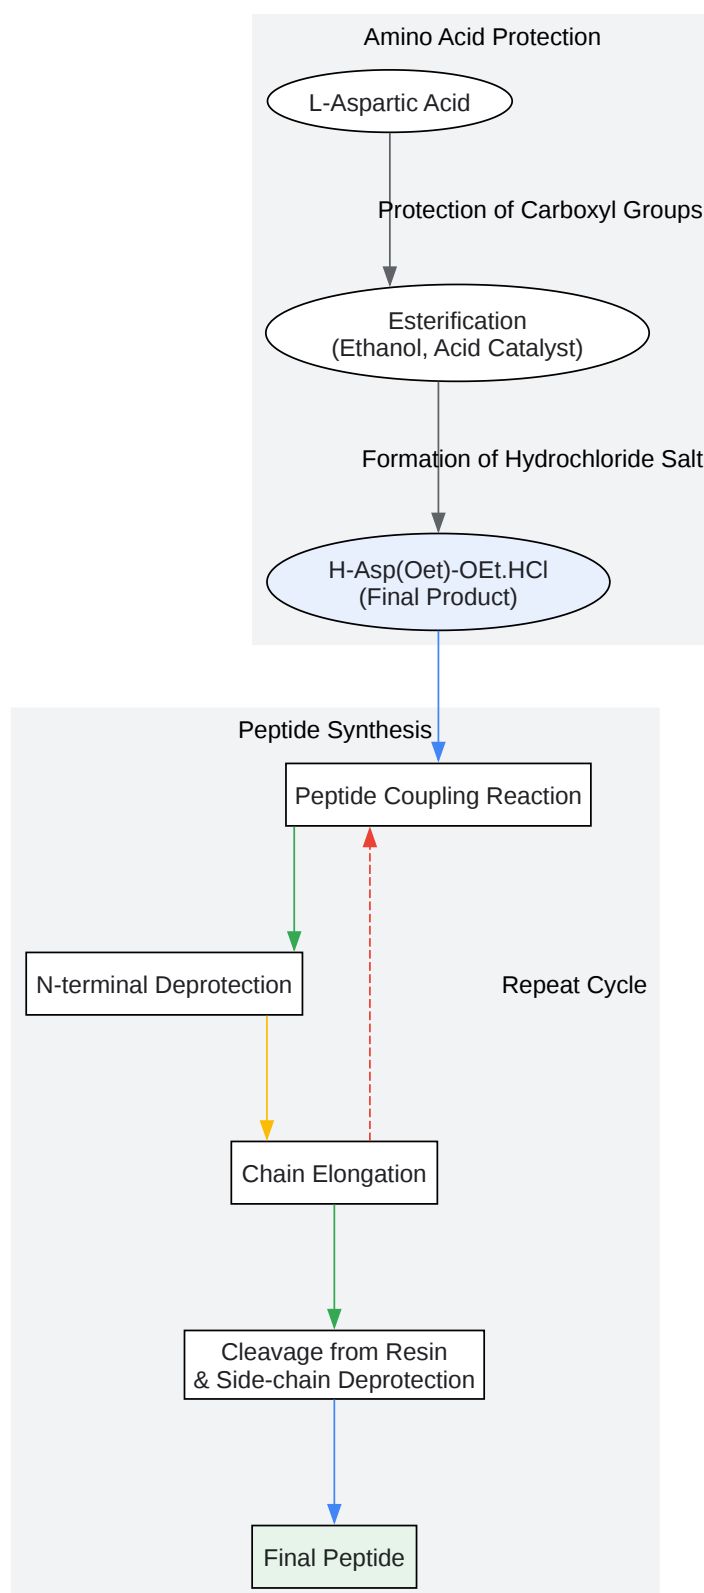 Amino Acid Protection
L-Aspartic Acid
Protection of Carboxyl Groups
Esterification
(Ethanol, Acid Catalyst)
Formation of Hydrochloride Salt
H-Asp(Oet)-OEt.HCl
(Final Product)
Peptide Synthesis
Peptide Coupling Reaction
N-terminal Deprotection
Repeat Cycle
Chain Elongation
Cleavage from Resin
& Side-chain Deprotection
Final Peptide